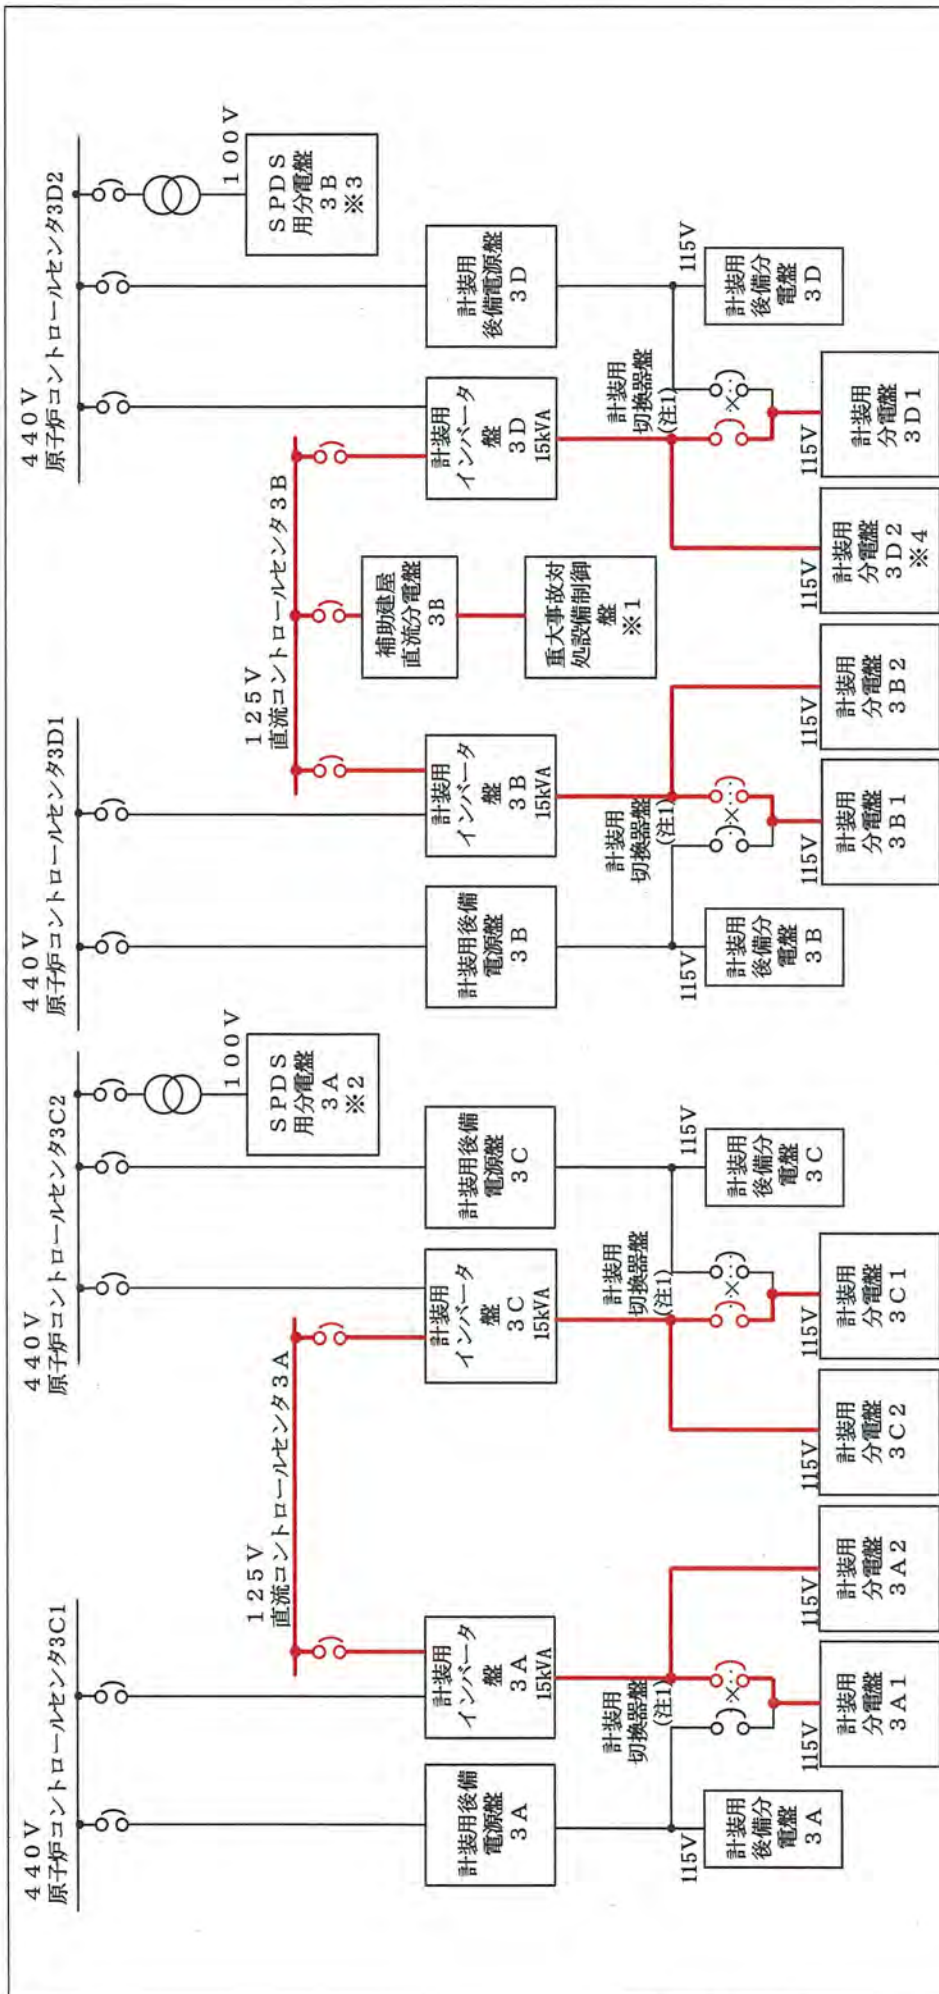 440V
原子炉コントロールセンタ3C1
440V
原子炉コントロールセンタ3C2
440V
原子炉コントロールセンタ3D1
440V
原子炉コントロールセンタ3D2
100V
SPDS
用分電盤
3A
※2
100V
SPDS
用分電盤
3B
※3
125V
直流コントロールセンタ3A
125V
直流コントロールセンタ3B
補助建屋
直流分電盤
3B
重大事故対
処設備制御
盤
※1
計装用後備
電源盤
3A
計装用
インバータ
盤
3A
15kVA
計装用
インバータ
盤
3C
15kVA
計装用後備
電源盤
3C
計装用後備
電源盤
3B
計装用
インバータ
盤
3B
15kVA
計装用
インバータ
盤
3D
15kVA
計装用
後備電源盤
3D
計装用
切換器盤
(注1)
計装用
切換器盤
(注1)
計装用
切換器盤
(注1)
計装用
切換器盤
(注1)
115V
計装用
後備分
電盤
3A
115V
計装用
後備分
電盤
3C
115V
計装用
後備分
電盤
3B
115V
計装用
後備分
電盤
3D
115V
計装用
分電盤
3A1
115V
計装用
分電盤
3A2
115V
計装用
分電盤
3C2
115V
計装用
分電盤
3C1
115V
計装用
分電盤
3B1
115V
計装用
分電盤
3B2
115V
計装用
分電盤
3D2
※4
115V
計装用
分電盤
3D1